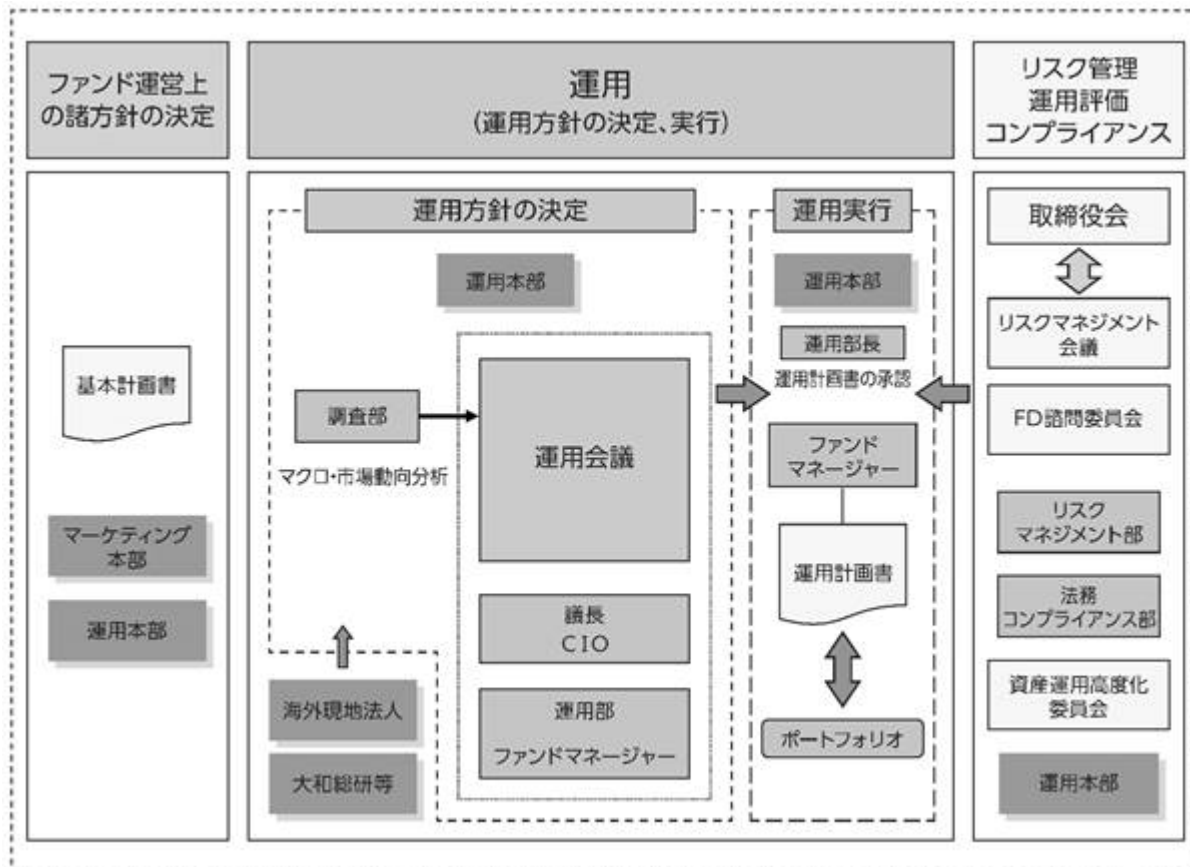 ファンド運営上
の諸方針の決定
運用
(運用方針の決定、実行)
リスク管理
運用評価
コンプライアンス
基本計画書
マーケティング
本部
運用本部
運用方針の決定
運用本部
調査部
マクロ・市場動向分析
運用会議
議長
CIO
運用部
ファンドマネージャー
海外現地法人
大和総研等
運用実行
運用本部
運用部長
運用計画書の承認
ファンド
マネージャー
運用計画書
ポートフォリオ
取締役会
リスクマネジメント
会議
FD諮問委員会
リスク
マネジメント部
法務
コンプライアンス部
資産運用高度化
委員会
運用本部